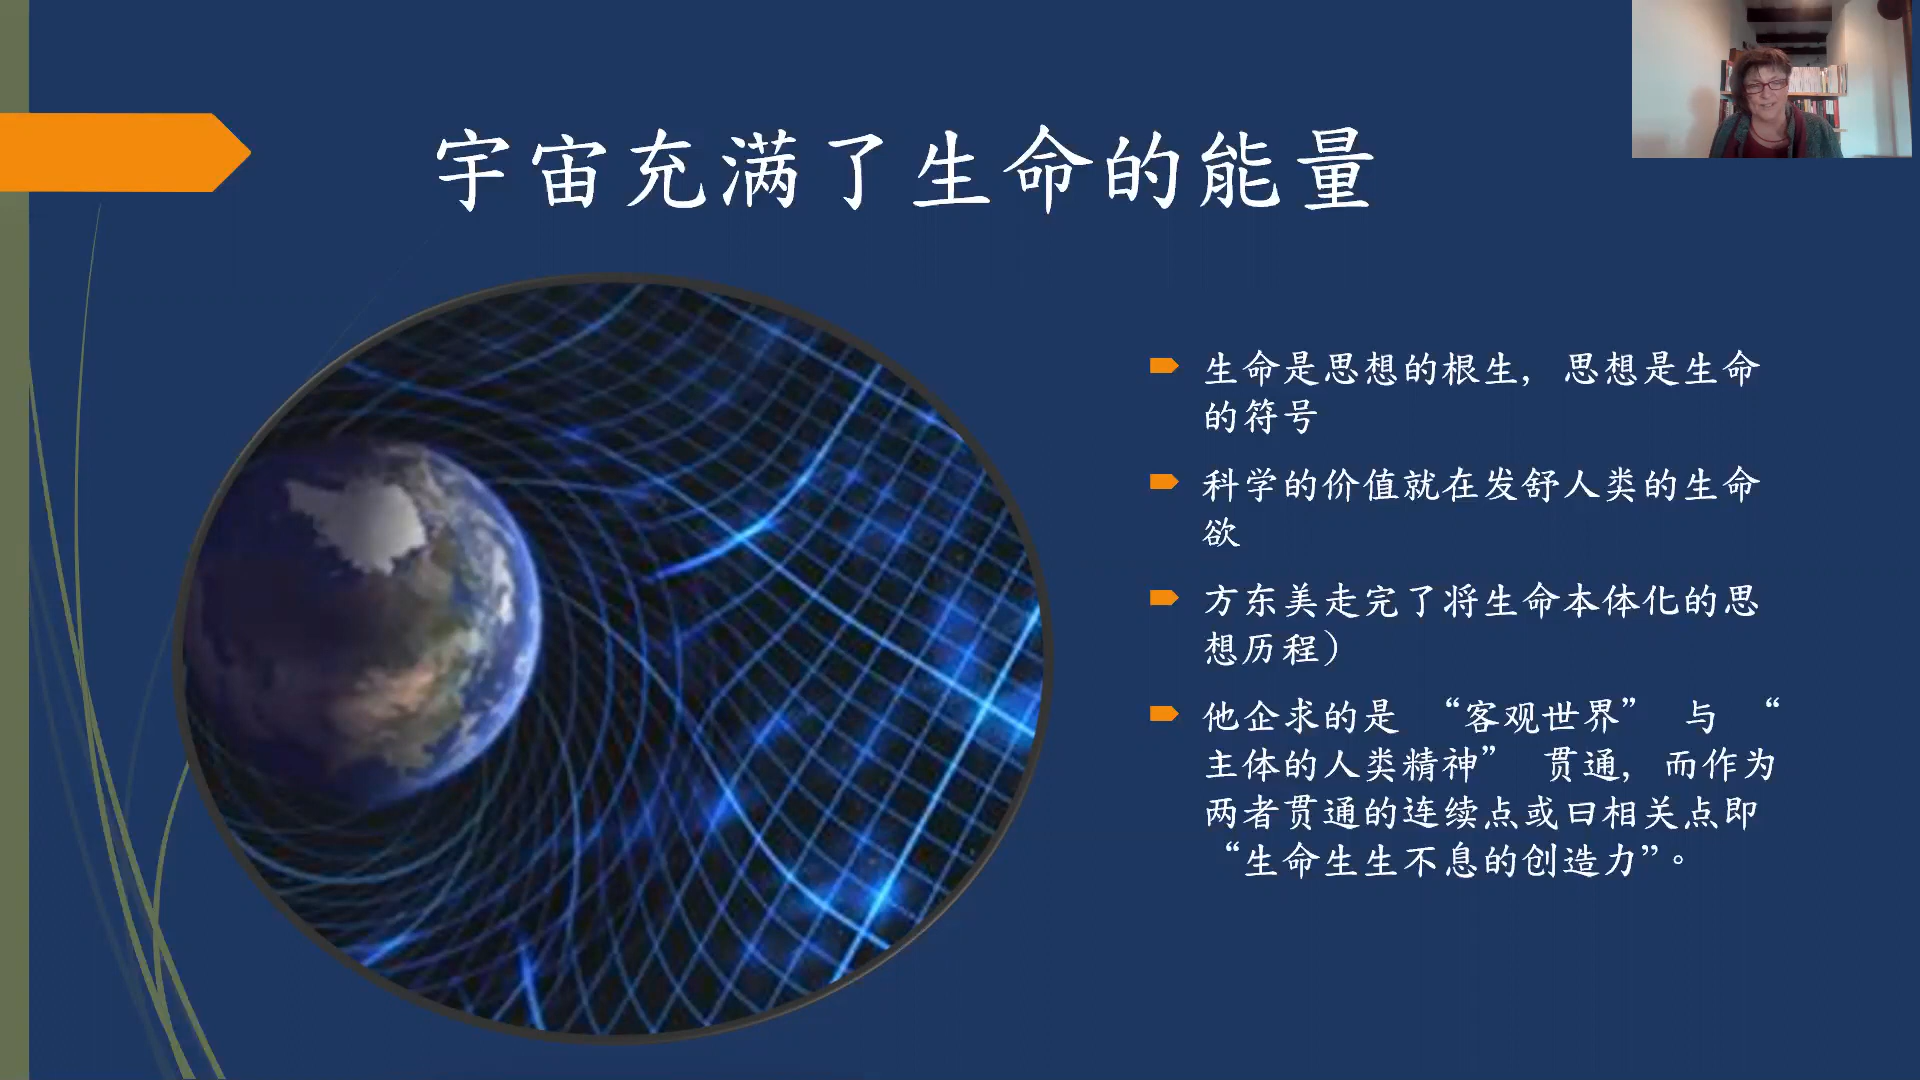 宇宙充满了生命的能量
生命是思想的根生，思想是生命
的符号
科学的价值就在发舒人类的生命
欲
方东美走完了将生命本体化的思
想历程）
他企求的是 “客观世界” 与 “
主体的人类精神” 贯通，而作为
两者贯通的连续点或曰相关点即
“生命生生不息的创造力”。